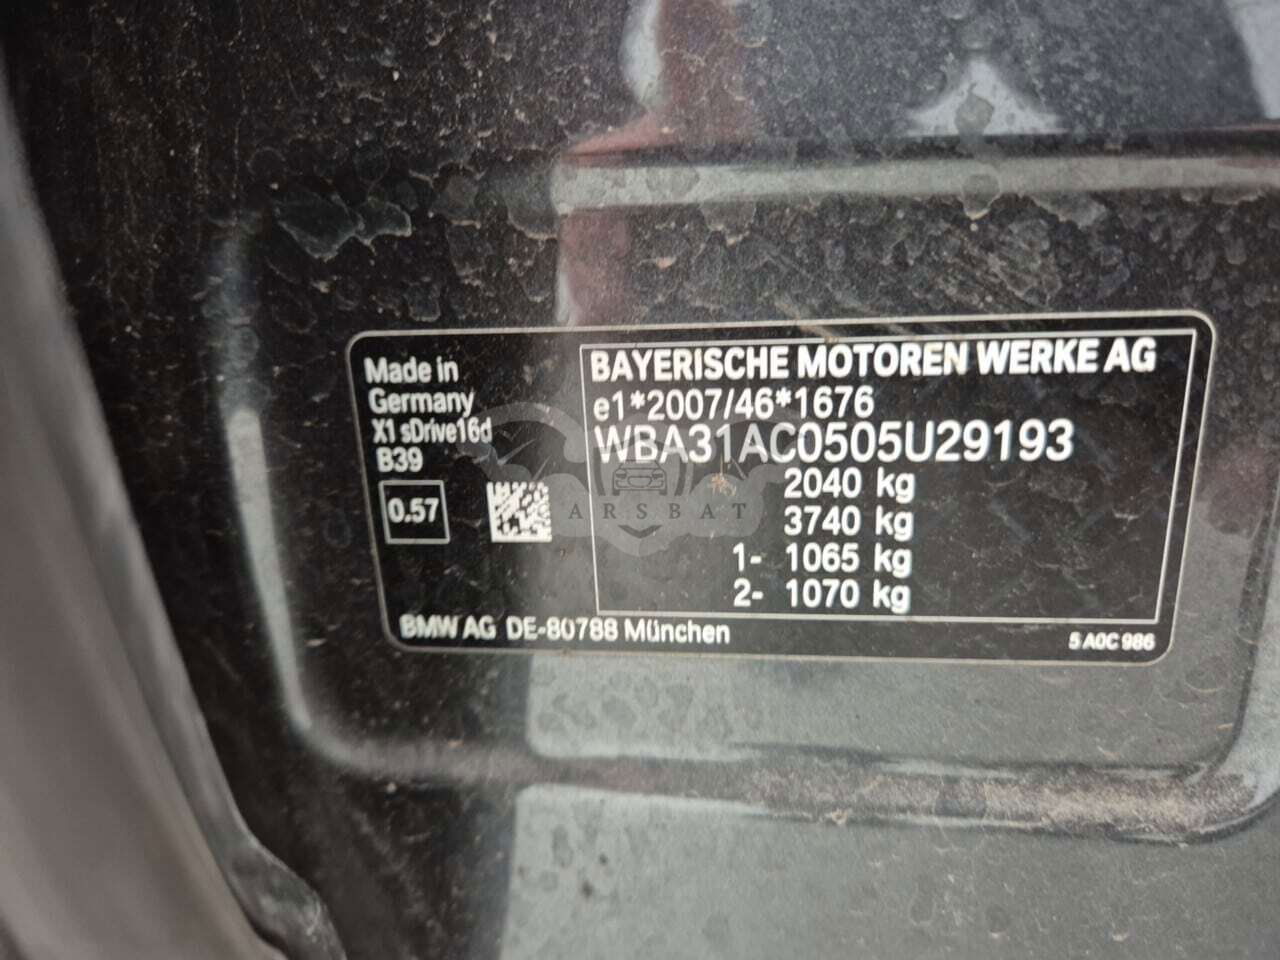 Made in
Germany
X1 sDrive16d
B39
0.57
BAYERISCHE MOTOREN WERKE AG
e1*2007/46*1676
WBA31AC0505U29193
2040 kg
3740 kg
1- 1065 kg
2- 1070 kg
ARSBAT
BMW AG DE-80788 München
5 A0C 986